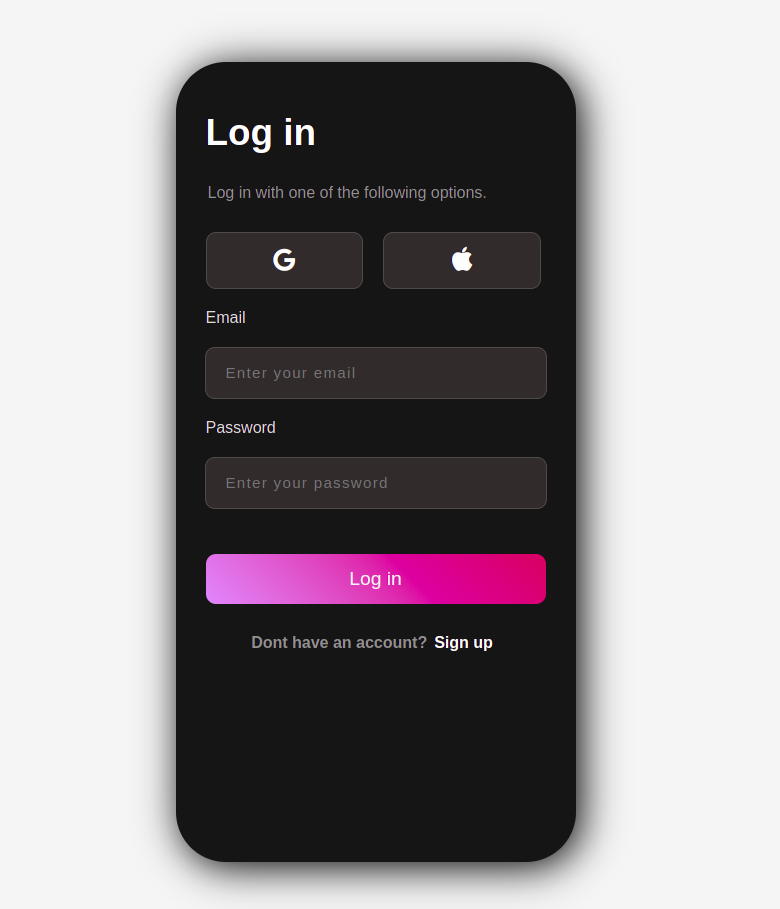 Log in
Log in with one of the following options.
Email
Enter your email
Password
Enter your password
Log in
Dont have an account? Sign up